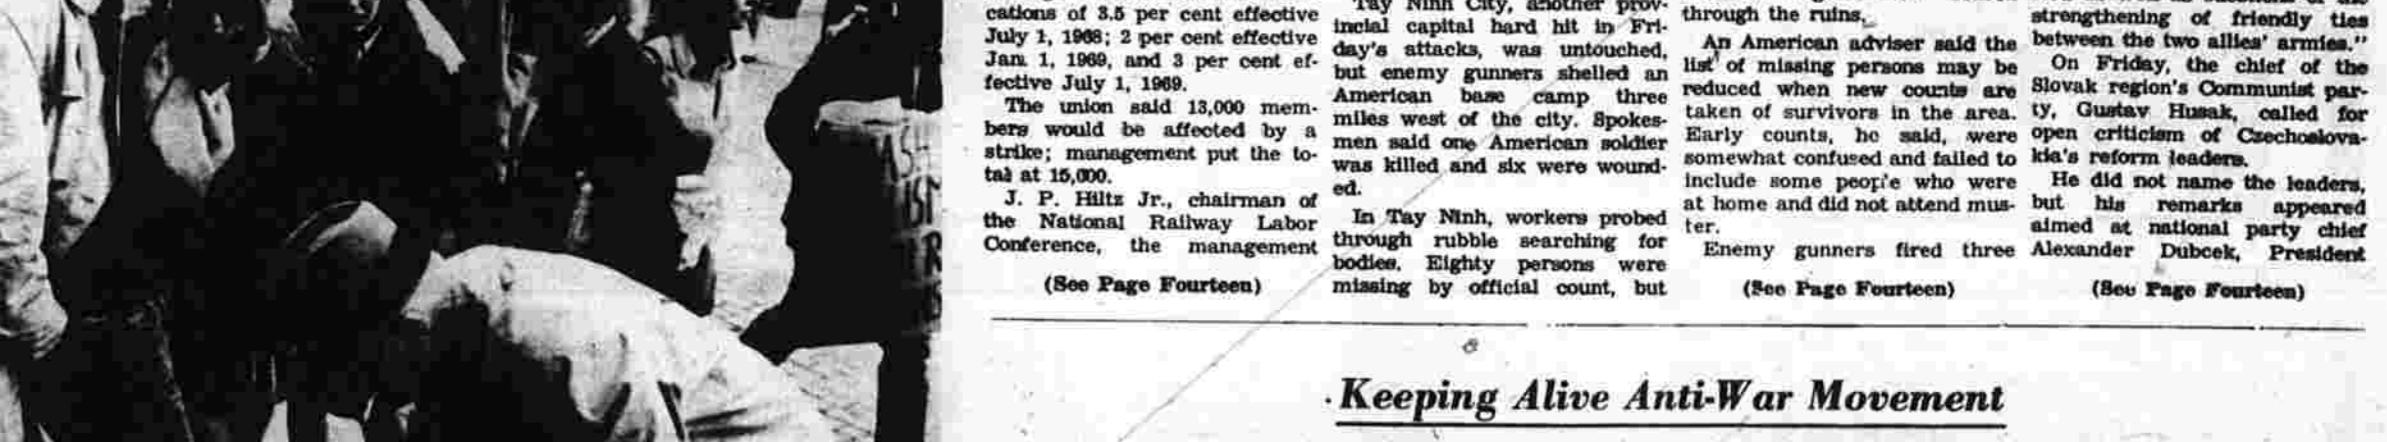 cations of 3.5 per cent effective
July 1, 1968; 2 per cent effective
Jan. 1, 1969, and 3 per cent ef-
fective July 1, 1969.
The union said 13,000 mem-
bers would be affected by a
strike; management put the to-
tal at 15,000.
J. P. Hiltz Jr., chairman of
the National Railway Labor
Conference, the management
(See Page Fourteen)
Tay Ninh City, another prov-
incial capital hard hit in Fri-
day's attacks, was untouched,
but enemy gunners shelled an
American base camp three
miles west of the city. Spokes-
men said one American soldier
was killed and six were wound-
ed.
In Tay Ninh, workers probed
through rubble searching for
bodies. Eighty persons were
missing by official count, but
through the ruins.
An American adviser said the
list of missing persons may be
reduced when new counts are
taken of survivors in the area.
Early counts, he said, were
somewhat confused and failed to
include some people who were
at home and did not attend mus-
ter.
Enemy gunners fired three
(See Page Fourteen)
strengthening of friendly ties
between the two allies' armies."
On Friday, the chief of the
Slovak region's Communist par-
ty, Gustav Husak, called for
open criticism of Czechoslova-
kia's reform leaders.
He did not name the leaders,
but his remarks appeared
aimed at national party chief
Alexander Dubcek, President
(See Page Fourteen)
Keeping Alive Anti-War Movement